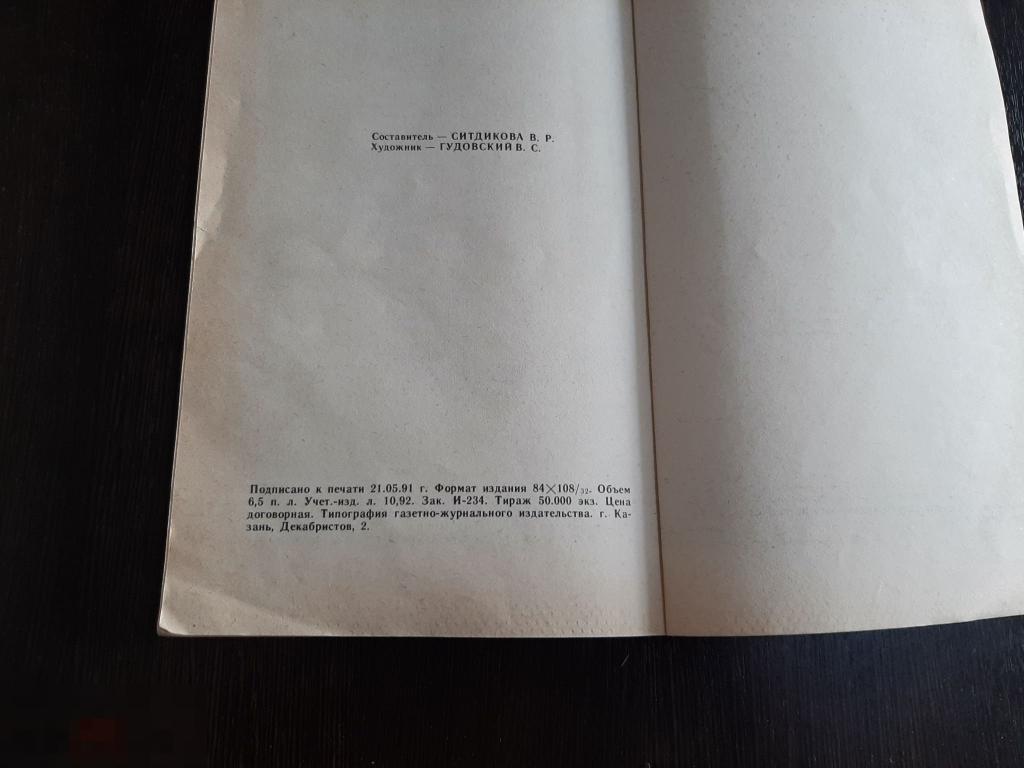 Составитель — СИТДИКОВА В. Р.
Художник — ГУДОВСКИЙ В. С.
Подписано к печати 21.05.91 г. Формат издания 84×108/32. Объем
6,5 п. л. Учет.-изд. л. 10,92. Зак. И-234. Тираж 50.000 экз. Цена
договорная. Типография газетно-журнального издательства. г. Ка-
зань, Декабристов, 2.